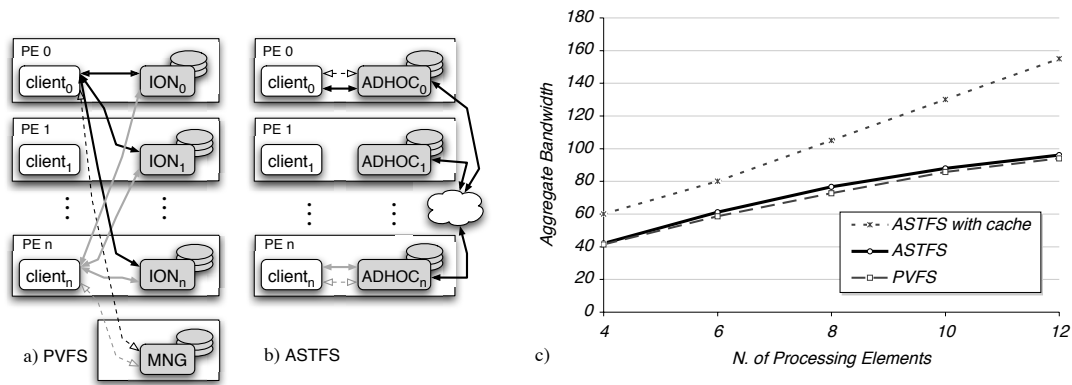 PE 0
client0
ION0
PE 1
client1
ION1
PE n
clientn
IONn
MNG
a) PVFS
PE 0
client0
ADHOC0
PE 1
client1
ADHOC1
PE n
clientn
ADHOCn
b) ASTFS
c)
Aggregate Bandwidth
180
160
140
120
100
80
60
40
20
0
4
6
8
10
12
N. of Processing Elements
ASTFS with cache
ASTFS
PVFS